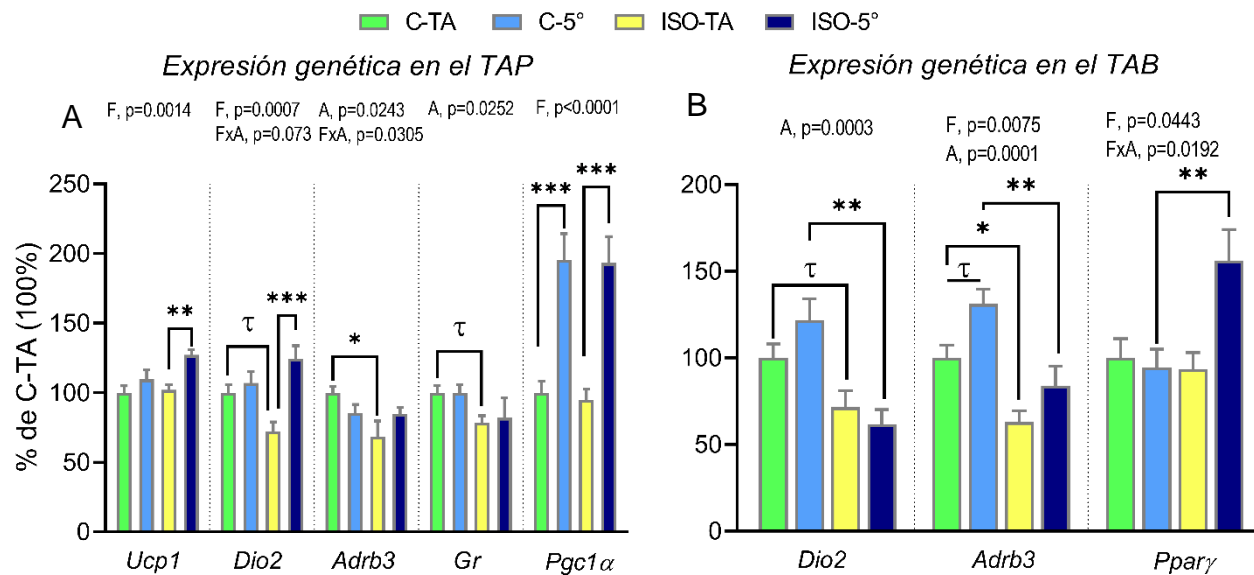 C-TA C-5° ISO-TA ISO-5°
Expresión genética en el TAP
A
F, p=0.0014 F, p=0.0007 A, p=0.0243 A, p=0.0252 F, p<0.0001
FxA, p=0.073 FxA, p=0.0305
% de C-TA (100%)
250
200
150
100
50
0
** τ *** * τ *** ***
Ucp1 Dio2 Adrb3 Gr Pgc1α
Expresión genética en el TAB
B
A, p=0.0003 F, p=0.0075 F, p=0.0443
A, p=0.0001 FxA, p=0.0192
200
150
100
50
0
τ ** τ * ** **
Dio2 Adrb3 Pparγ